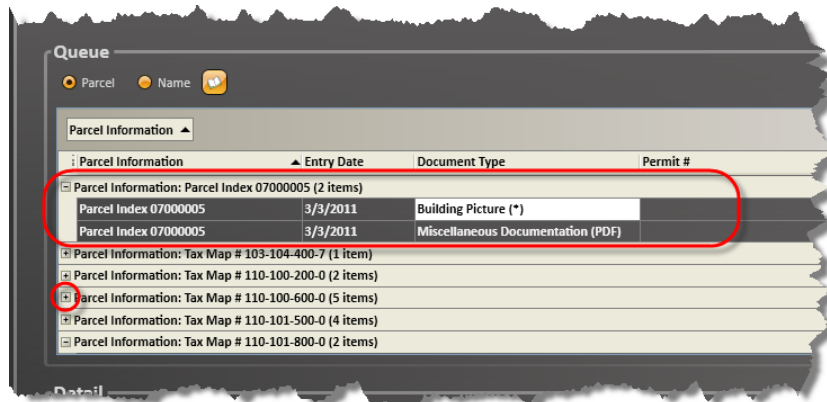 Queue
Parcel Name
Parcel Information
Parcel Information Entry Date Document Type Permit #
Parcel Information: Parcel Index 07000005 (2 items)
Parcel Index 07000005 3/3/2011 Building Picture (*)
Parcel Index 07000005 3/3/2011 Miscellaneous Documentation (PDF)
Parcel Information: Tax Map # 103-104-400-7 (1 item)
Parcel Information: Tax Map # 110-100-200-0 (2 items)
Parcel Information: Tax Map # 110-100-600-0 (5 items)
Parcel Information: Tax Map # 110-101-500-0 (4 items)
Parcel Information: Tax Map # 110-101-800-0 (2 items)
Detail